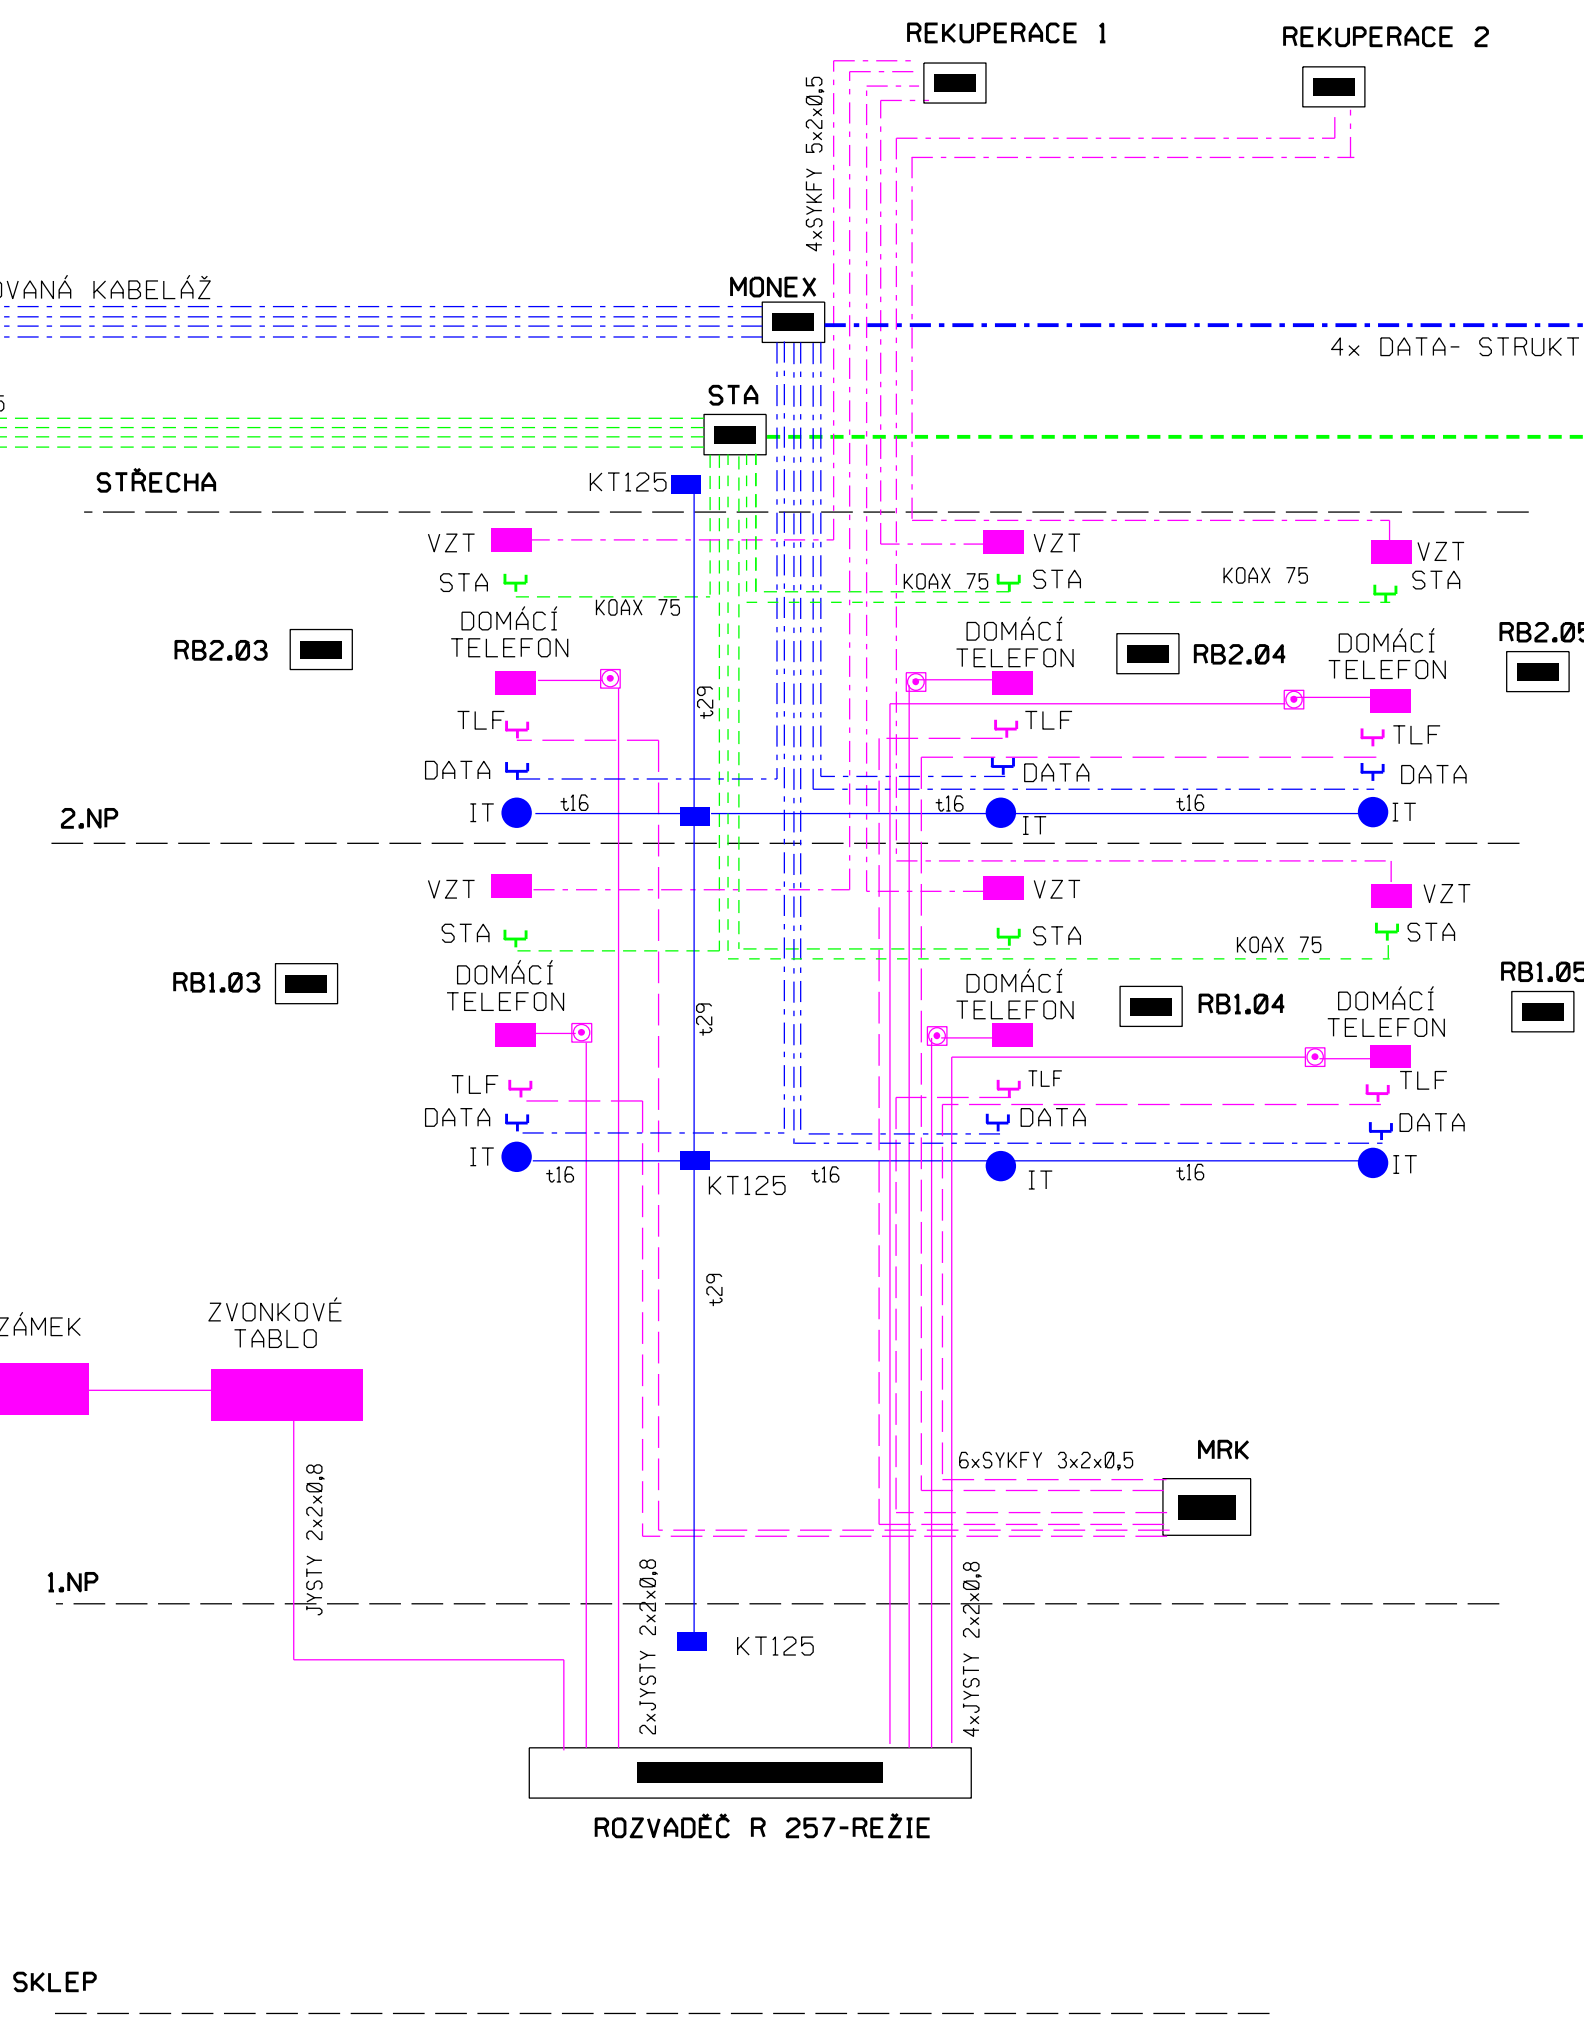 REKUPERACE 1
REKUPERACE 2
4xSYKFY 5x2x0,5
OVANÁ KABELÁŽ
MONEX
4x DATA- STRUKT
5
STA
STŘECHA
KT125
VZT
VZT
VZT
STA
KOAX 75
KOAX 75
STA
KOAX 75
STA
DOMÁCÍ
TELEFON
DOMÁCÍ
TELEFON
DOMÁCÍ
TELEFON
RB2.03
RB2.04
RB2.05
t29
TLF
TLF
TLF
DATA
DATA
DATA
IT
t16
t16
IT
t16
IT
2.NP
VZT
VZT
VZT
STA
STA
KOAX 75
STA
RB1.03
DOMÁCÍ
TELEFON
DOMÁCÍ
TELEFON
RB1.04
DOMÁCÍ
TELEFON
RB1.05
t29
TLF
TLF
TLF
DATA
DATA
DATA
IT
t16
KT125
t16
IT
t16
IT
t29
ZÁMEK
ZVONKOVÉ
TABLO
JYSTY 2x2x0,8
6xSYKFY 3x2x0,5
MRK
1.NP
2xJYSTY 2x2x0,8
KT125
4xJYSTY 2x2x0,8
ROZVADĚČ R 257-REŽIE
SKLEP